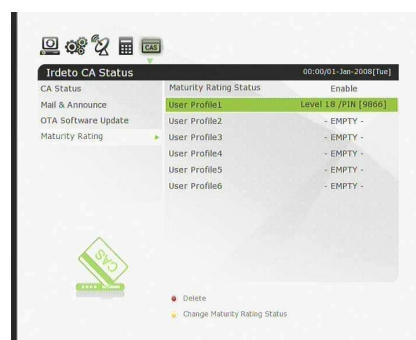 CAS
Irdeto CA Status 00:00/01-Jan-2008[Tue]
CA Status
Mail & Announce
OTA Software Update
Maturity Rating
Maturity Rating Status Enable
User Profile1 Level 18 /PIN [9866]
User Profile2 - EMPTY -
User Profile3 - EMPTY -
User Profile4 - EMPTY -
User Profile5 - EMPTY -
User Profile6 - EMPTY -
CAS
Delete
Change Maturity Rating Status